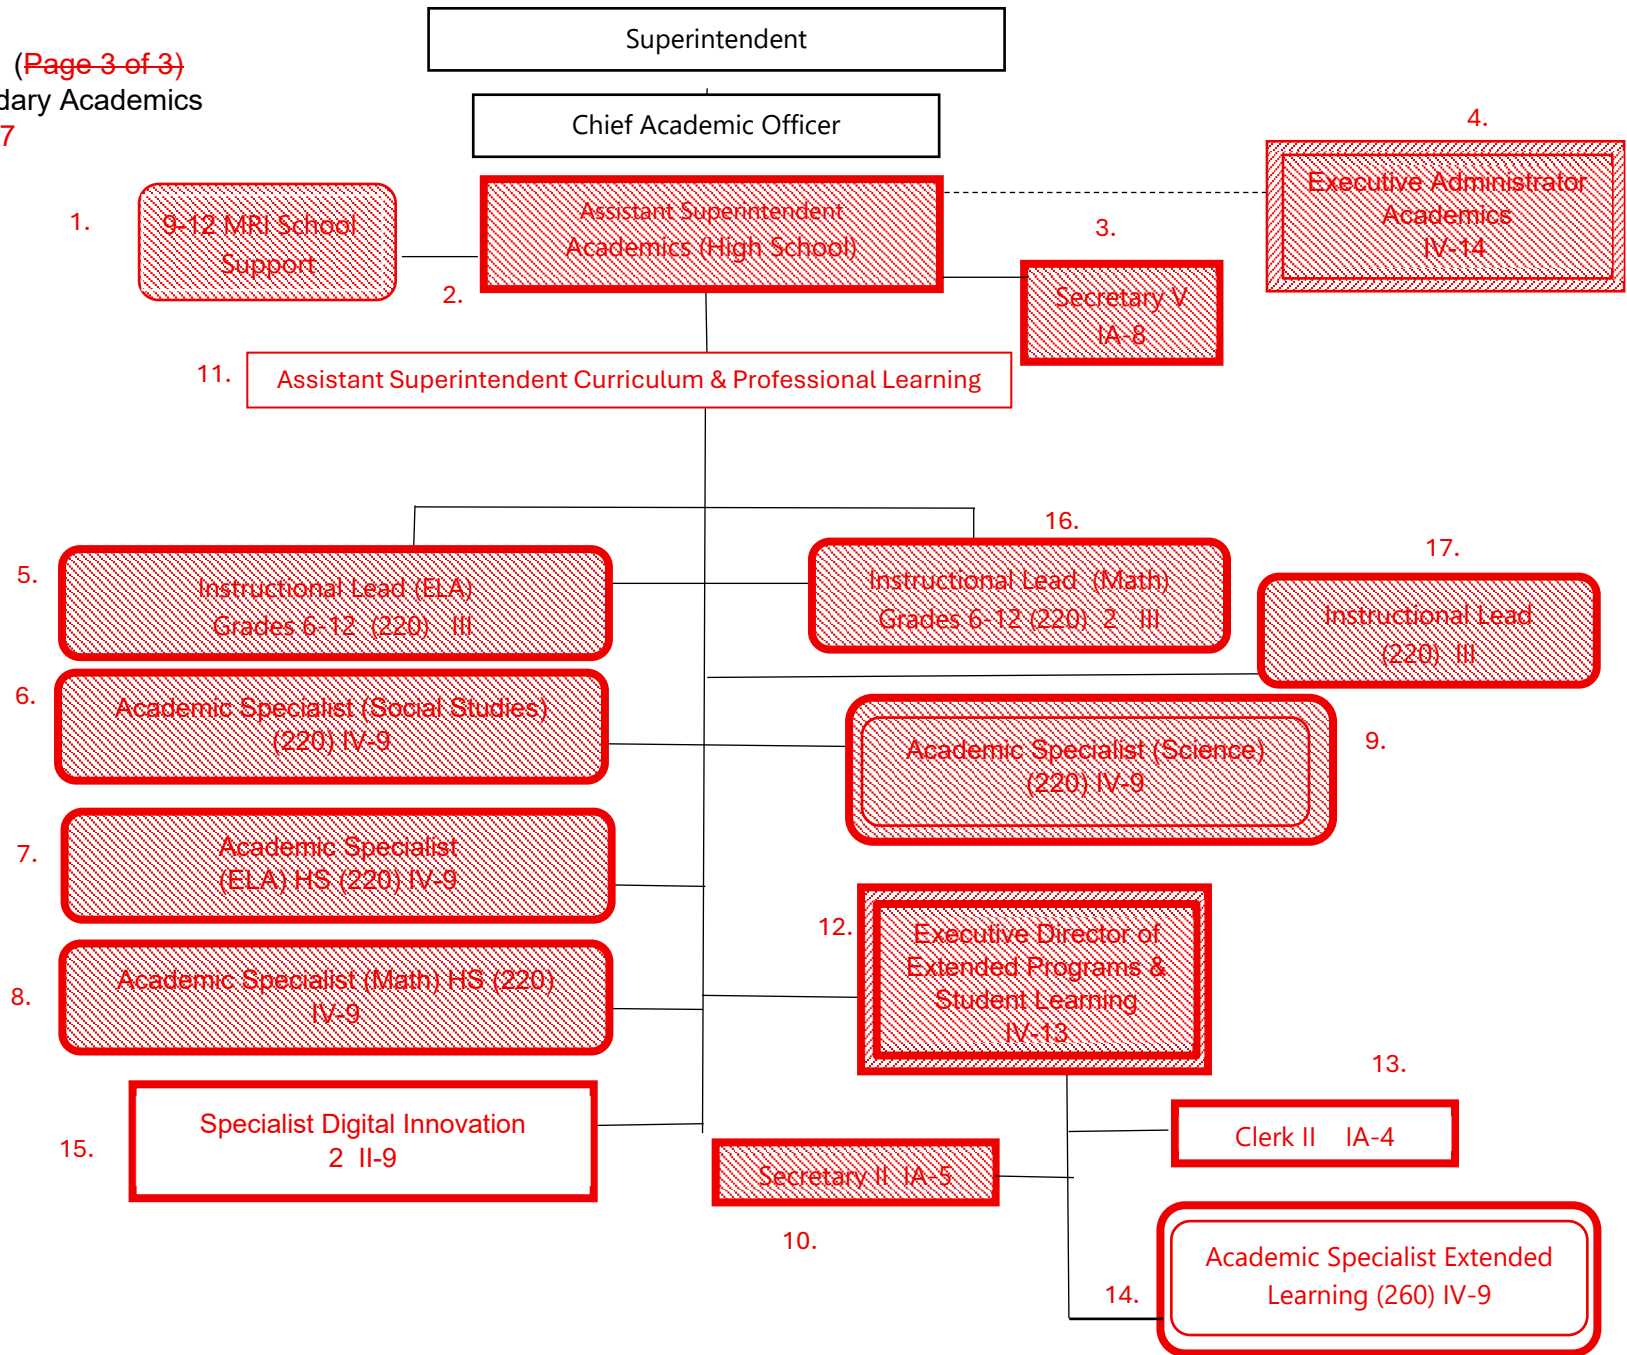 Superintendent
(Page 3 of 3)
dary Academics
7
Chief Academic Officer
4.
Executive Administrator
Academics
IV-14
1.
9-12 MRI School
Support
2.
Assistant Superintendent
Academics (High School)
3.
Secretary V
IA-8
11.
Assistant Superintendent Curriculum & Professional Learning
5.
Instructional Lead (ELA)
Grades 6-12 (220) III
16.
Instructional Lead (Math)
Grades 6-12 (220) 2 III
17.
Instructional Lead
(220) III
6.
Academic Specialist (Social Studies)
(220) IV-9
Academic Specialist (Science)
(220) IV-9
9.
7.
Academic Specialist
(ELA) HS (220) IV-9
8.
Academic Specialist (Math) HS (220)
IV-9
12.
Executive Director of
Extended Programs &
Student Learning
IV-13
15.
Specialist Digital Innovation
2 II-9
13.
Clerk II IA-4
Secretary II IA-5
10.
14.
Academic Specialist Extended
Learning (260) IV-9